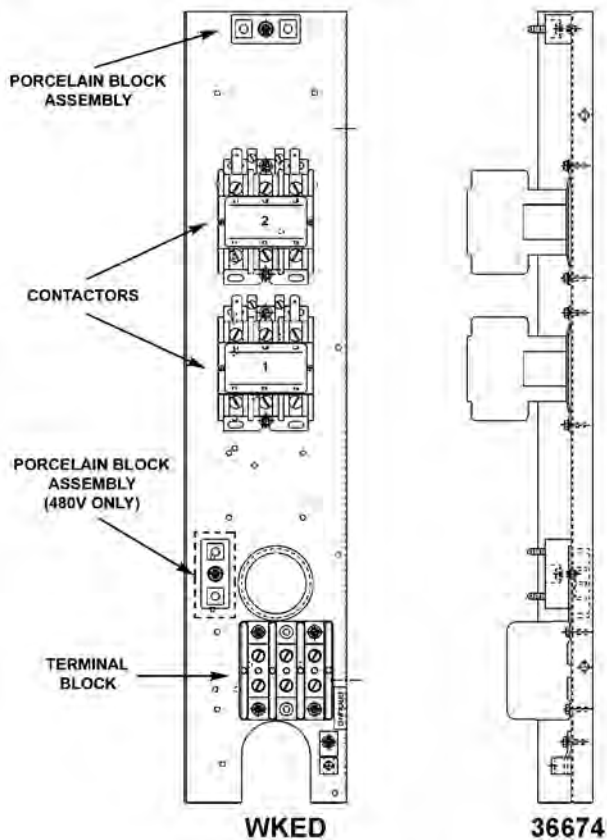 PORCELAIN BLOCK
ASSEMBLY
2
CONTACTORS
1
PORCELAIN BLOCK
ASSEMBLY
(480V ONLY)
TERMINAL
BLOCK
WKED
36674